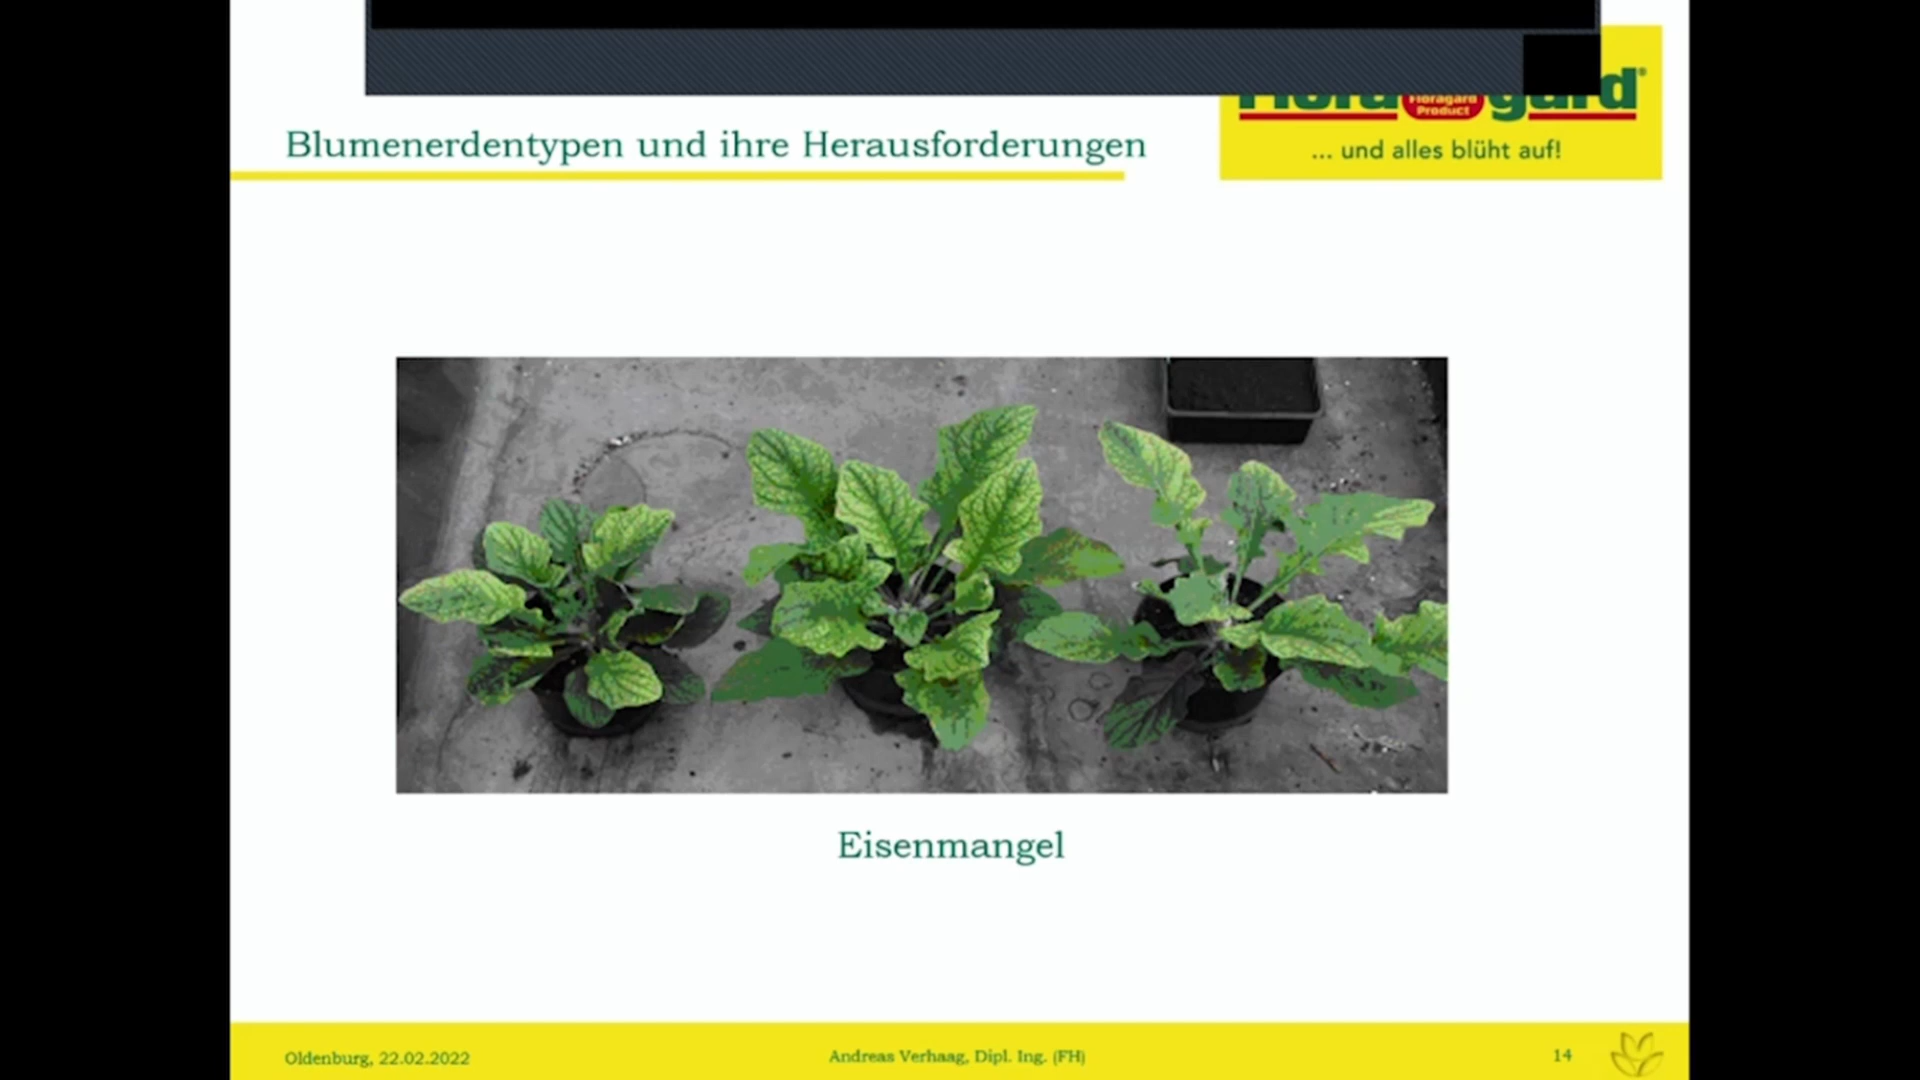 Floragard
Floragard
Product
... und alles blüht auf!
Blumenerdentypen und ihre Herausforderungen
Eisenmangel
Oldenburg, 22.02.2022
Andreas Verhaag, Dipl. Ing. (FH)
14